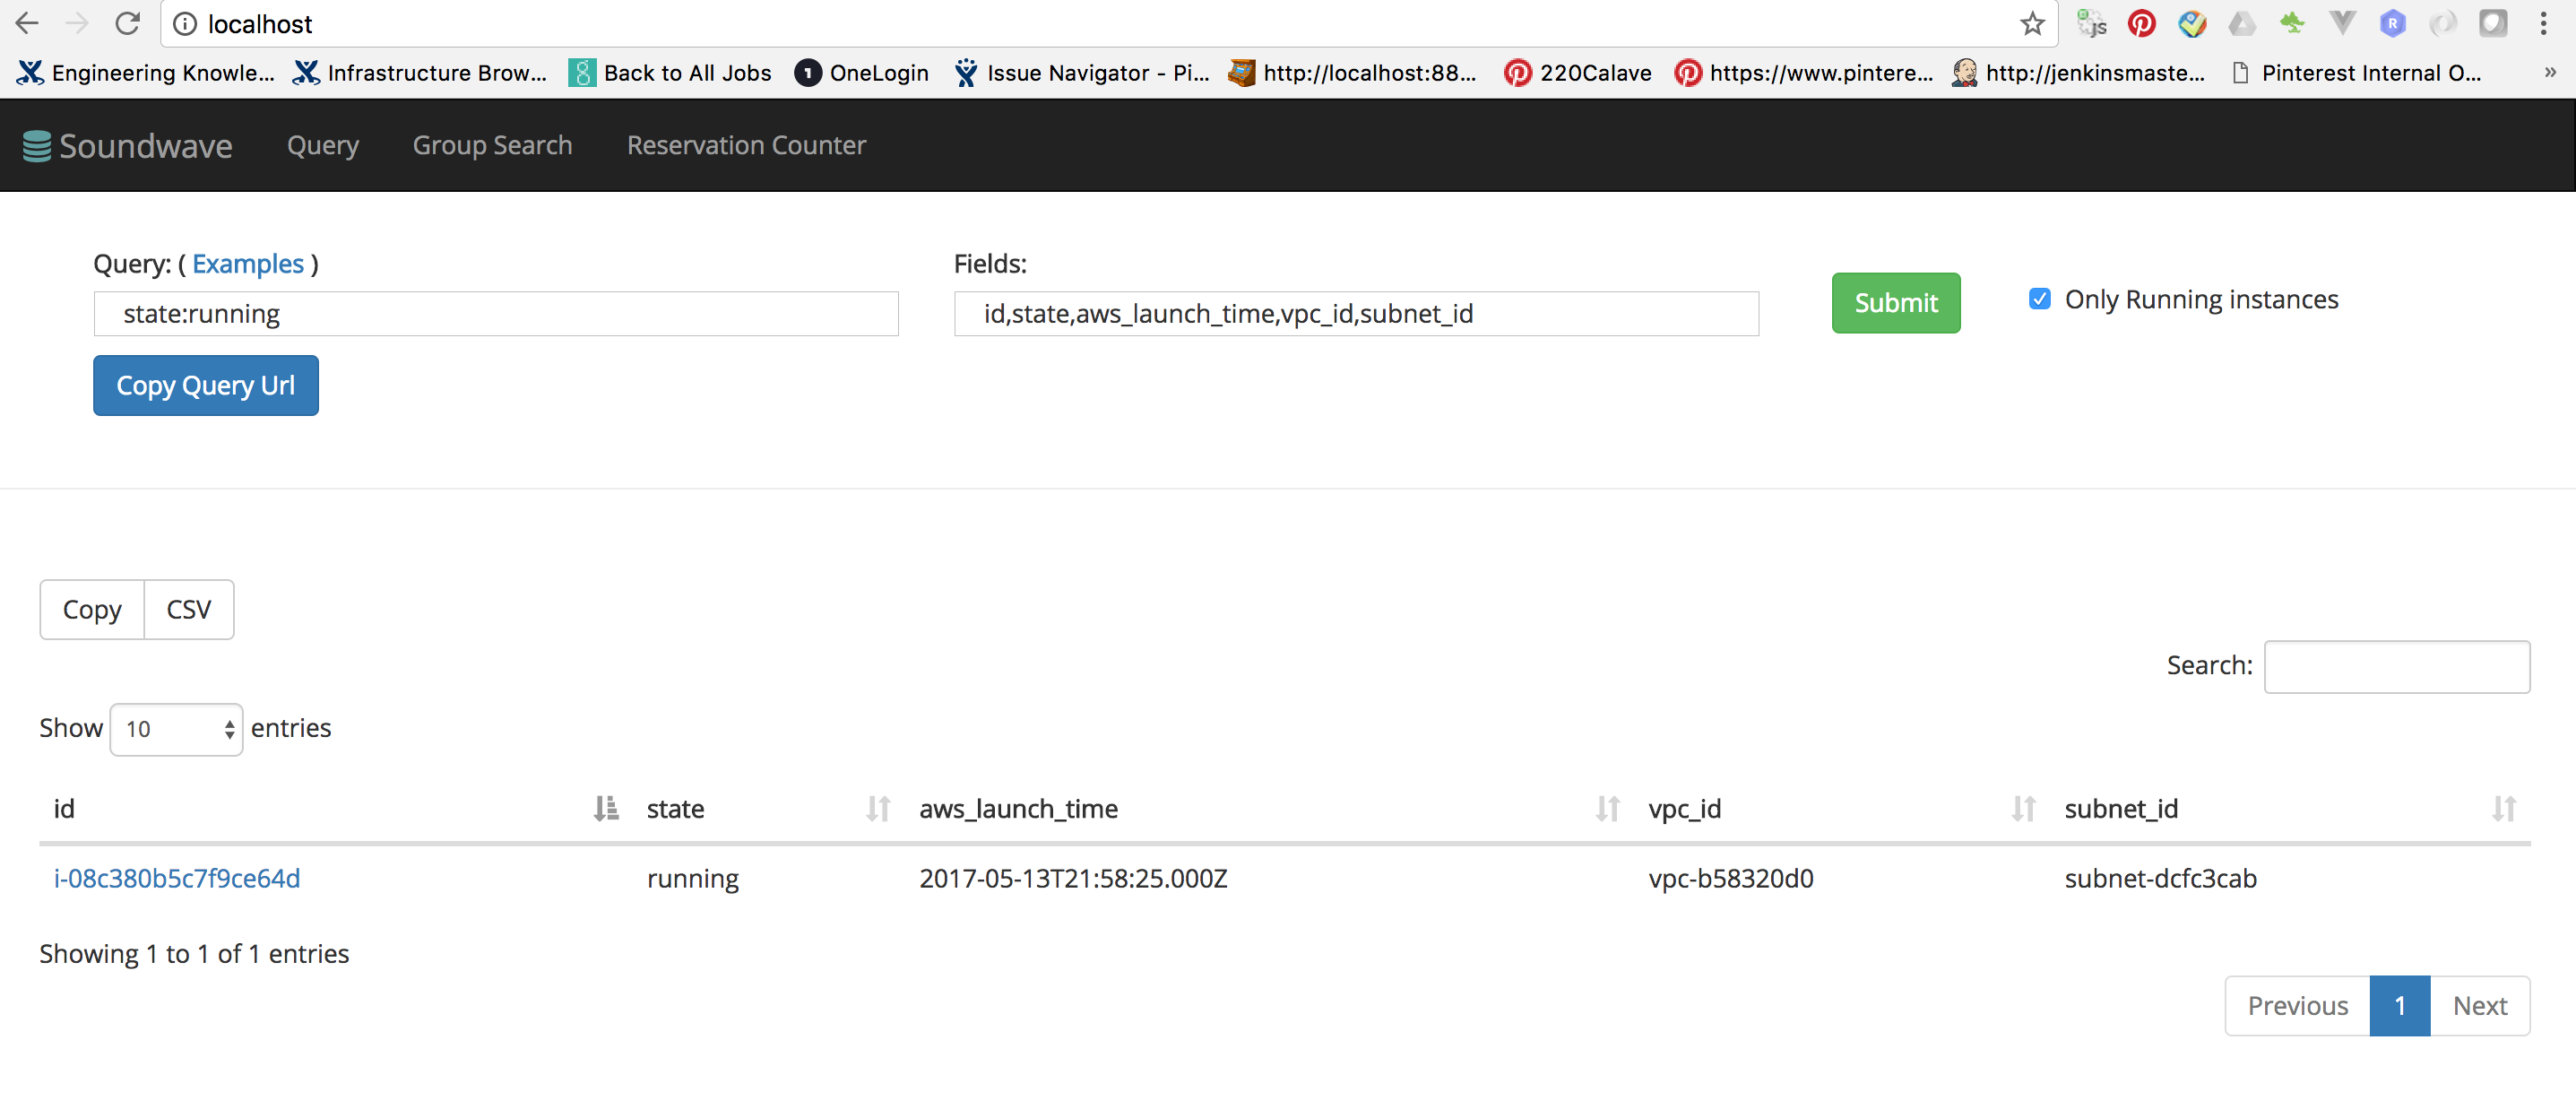 localhost
Engineering Knowle... Infrastructure Brow... Back to All Jobs OneLogin Issue Navigator - Pi... http://localhost:88... 220Calave https://www.pintere... http://jenkinsmaste... Pinterest Internal O... »
Soundwave Query Group Search Reservation Counter
Query: ( Examples ) Fields:
state:running id,state,aws_launch_time,vpc_id,subnet_id Submit Only Running instances
Copy Query Url
Copy CSV
Search:
Show 10 entries
id state aws_launch_time vpc_id subnet_id
i-08c380b5c7f9ce64d running 2017-05-13T21:58:25.000Z vpc-b58320d0 subnet-dcfc3cab
Showing 1 to 1 of 1 entries
Previous 1 Next